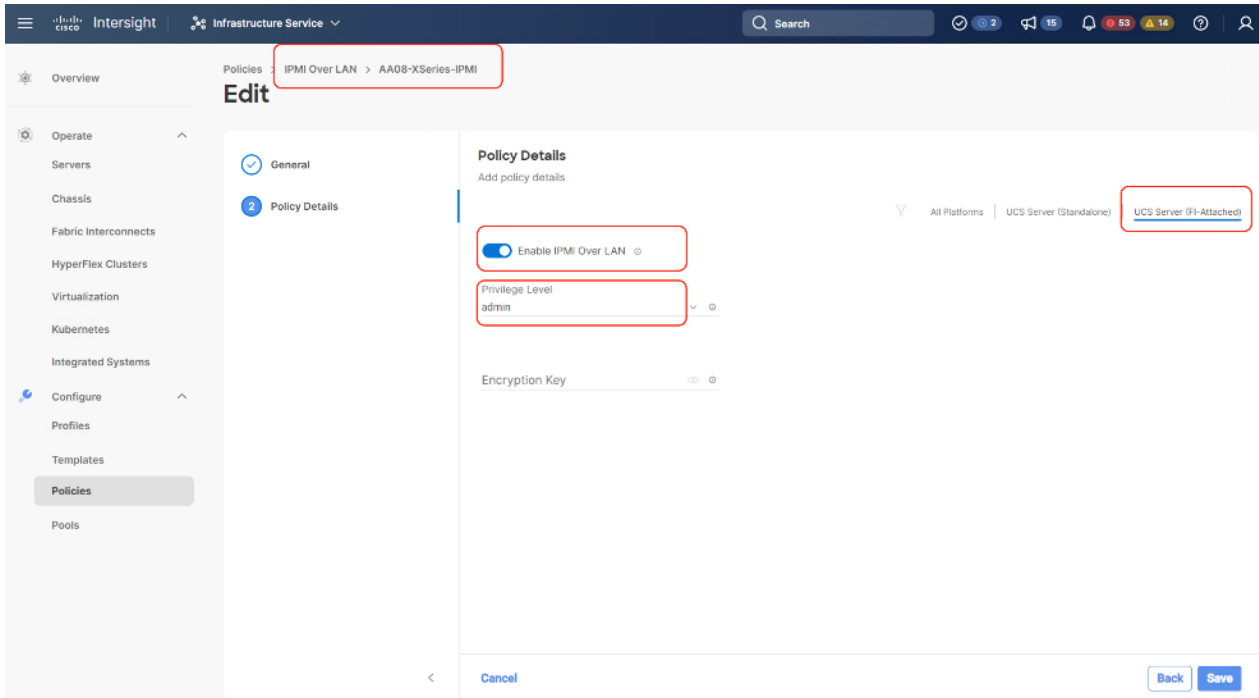 cisco Intersight Infrastructure Service Search 2 15 53 14
Overview
Operate
Servers
Chassis
Fabric Interconnects
HyperFlex Clusters
Virtualization
Kubernetes
Integrated Systems
Configure
Profiles
Templates
Policies
Pools
Policies > IPMI Over LAN > AA08-XSeries-IPMI
Edit
General
2 Policy Details
Policy Details
Add policy details
All Platforms | UCS Server (Standalone) | UCS Server (FI-Attached)
Enable IPMI Over LAN
Privilege Level
admin
Encryption Key
< Cancel Back Save